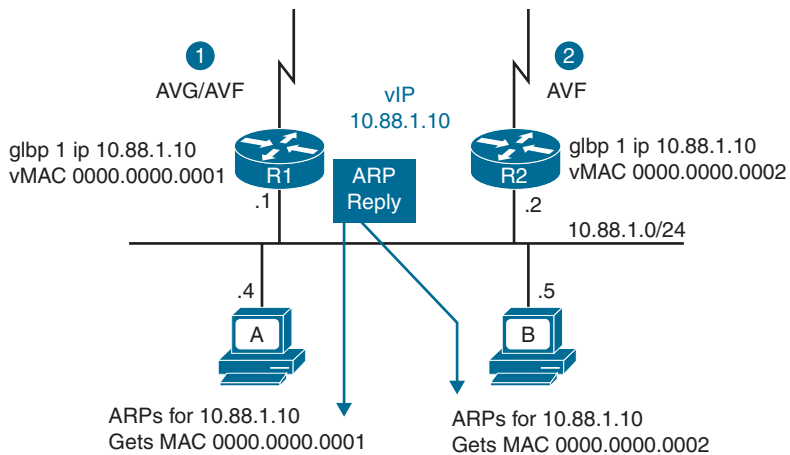 1
AVG/AVF
2
AVF
vIP
10.88.1.10
glbp 1 ip 10.88.1.10
vMAC 0000.0000.0001
R1
.1
ARP
Reply
R2
.2
glbp 1 ip 10.88.1.10
vMAC 0000.0000.0002
10.88.1.0/24
.4
A
.5
B
ARPs for 10.88.1.10
Gets MAC 0000.0000.0001
ARPs for 10.88.1.10
Gets MAC 0000.0000.0002